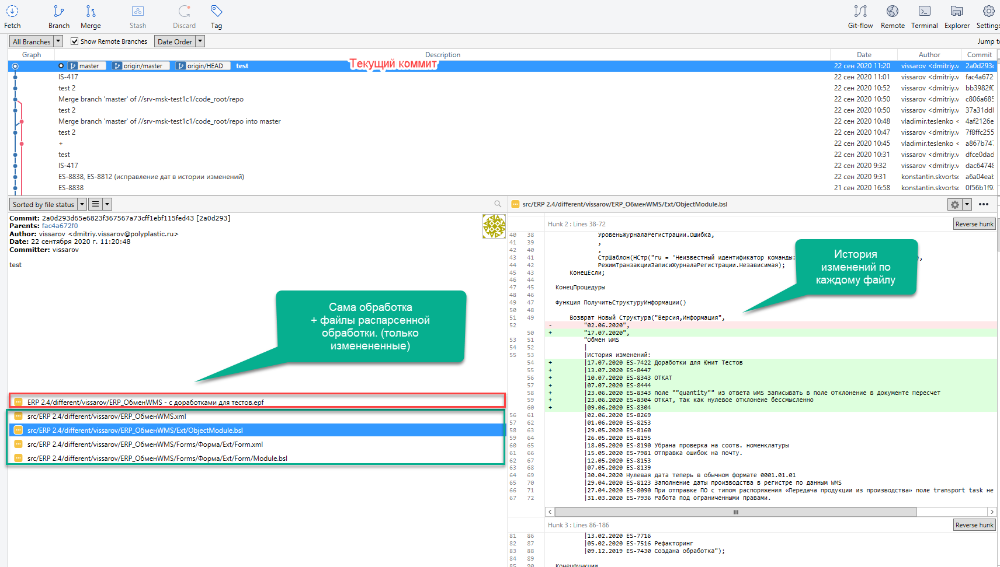 Fetch
Branch
Merge
Stash
Discard
Tag
Git-flow
Remote
Terminal
Explorer
Settings
All Branches
Show Remote Branches
Date Order
Jump to
Graph
Description
Date
Author
Commit
master origin/master origin/HEAD test
Текущий коммит
22 сен 2020 11:20 vissarov <dmitriy.v 2a0d293
IS-417 22 сен 2020 11:01 vissarov <dmitriy.v fac4a672
test 2 22 сен 2020 10:52 vissarov <dmitriy.v bb3982f0
Merge branch 'master' of //srv-msk-test1c1/code_root/repo 22 сен 2020 10:50 vissarov <dmitriy.v c806a685
test 2 22 сен 2020 10:50 vissarov <dmitriy.v 37a31dd
Merge branch 'master' of //srv-msk-test1c1/code_root/repo into master 22 сен 2020 10:48 vladimir.teslenko < 4af2126e
test 2 22 сен 2020 10:47 vissarov <dmitriy.v 7f8ffc255
+ 22 сен 2020 10:45 vladimir.teslenko < a867b747
test 22 сен 2020 10:31 vissarov <dmitriy.v dfce0dad
IS-417 22 сен 2020 9:32 vissarov <dmitriy.v dac64748
ES-8838, ES-8812 (исправление дат в истории изменений) 22 сен 2020 9:31 konstantin.skvorts a6a04eab
ES-8838 21 сен 2020 16:58 konstantin.skvorts 0f56b1f9
Sorted by file status
Commit: 2a0d293d65e6823f367567a73cff1ebf115fed43 [2a0d293]
Parents: fac4a672f0
Author: vissarov <dmitriy.vissarov@polyplastic.ru>
Date: 22 сентября 2020 г. 11:20:48
Committer: vissarov
test
Сама обработка
+ файлы распарсенной
обработки. (только
измененненные)
ERP 2.4/different/vissarov/ERP_ОбменWMS - с доработками для тестов.epf
src/ERP 2.4/different/vissarov/ERP_ОбменWMS.xml
src/ERP 2.4/different/vissarov/ERP_ОбменWMS/Ext/ObjectModule.bsl
src/ERP 2.4/different/vissarov/ERP_ОбменWMS/Forms/Форма/Ext/Form.xml
src/ERP 2.4/different/vissarov/ERP_ОбменWMS/Forms/Форма/Ext/Form/Module.bsl
src/ERP 2.4/different/vissarov/ERP_ОбменWMS/Ext/ObjectModule.bsl
Hunk 2 : Lines 38-72
Reverse hunk
История
изменений по
каждому файлу
40 38 УровеньЖурналаРегистрации.Ошибка,
41 39 ,
42 40 ,
43 41 СтрШаблон(НСтр("ru = 'Неизвестный идентификатор команды: ),
44 42 РежимТранзакцииЗаписиЖурналаРегистрации.Независимая);
45 43 КонецЕсли;
46 44
47 45 КонецПроцедуры
48 46
49 47 Функция ПолучитьСтруктуруИнформации()
50 48
51 49 Возврат Новый Структура("Версия,Информация",
52 - "02.06.2020",
50 + "17.07.2020",
53 51 "Обмен WMS
54 52 |
55 53 |История изменений:
54 + |17.07.2020 ES-7422 Доработки для Юнит Тестов
55 + |13.07.2020 ES-8447
56 + |10.07.2020 ES-8343 ОТКАТ
57 + |07.07.2020 ES-8444
58 + |23.06.2020 ES-8343 поле ""quantity"" из ответа WMS записывать в поле Отклонение в документе Пересчет
59 + |23.06.2020 ES-8304 ОТКАТ, так как нулевое отклонеие бессмысленно
60 + |09.06.2020 ES-8304
56 61 |02.06.2020 ES-8269
57 62 |01.06.2020 ES-8253
58 63 |29.05.2020 ES-8160
59 64 |26.05.2020 ES-8195
60 65 |18.05.2020 ES-8190 Убрана проверка на соотв. номенклатуры
61 66 |15.05.2020 ES-7981 Отправка ошибок на почту.
62 67 |12.05.2020 ES-8153
63 68 |07.05.2020 ES-8139
64 69 |30.04.2020 Нулевая дата теперь в обычном формате 0001.01.01
65 70 |29.04.2020 ES-8123 Заполнение даты производства в регистре по данным WMS
66 71 |27.04.2020 ES-8090 При отправке ПО с типом распоряжения «Передача продукции из производства» поле transport task не
67 72 |31.03.2020 ES-7936 Работа под ограниченными правами.
Hunk 3 : Lines 86-186
Reverse hunk
81 86 |13.02.2020 ES-7716
82 87 |05.02.2020 ES-7516 Рефакторинг
83 88 |09.12.2019 ES-7430 Создана обработка");
84 89
85 90 КонецФункции